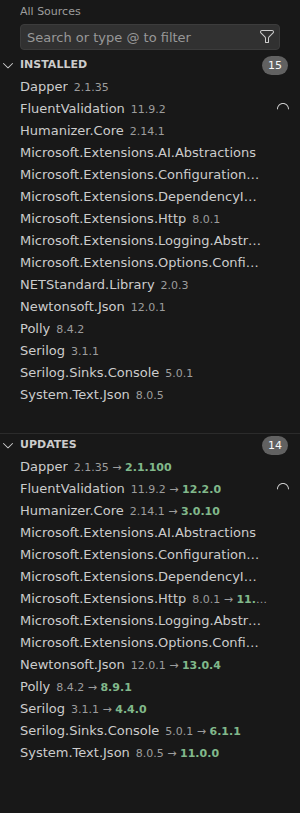 All Sources
Search or type @ to filter
INSTALLED 15
Dapper 2.1.35
FluentValidation 11.9.2
Humanizer.Core 2.14.1
Microsoft.Extensions.AI.Abstractions
Microsoft.Extensions.Configuration...
Microsoft.Extensions.DependencyI...
Microsoft.Extensions.Http 8.0.1
Microsoft.Extensions.Logging.Abstr...
Microsoft.Extensions.Options.Confi...
NETStandard.Library 2.0.3
Newtonsoft.Json 12.0.1
Polly 8.4.2
Serilog 3.1.1
Serilog.Sinks.Console 5.0.1
System.Text.Json 8.0.5
UPDATES 14
Dapper 2.1.35 → 2.1.100
FluentValidation 11.9.2 → 12.2.0
Humanizer.Core 2.14.1 → 3.0.10
Microsoft.Extensions.AI.Abstractions
Microsoft.Extensions.Configuration...
Microsoft.Extensions.DependencyI...
Microsoft.Extensions.Http 8.0.1 → 11....
Microsoft.Extensions.Logging.Abstr...
Microsoft.Extensions.Options.Confi...
Newtonsoft.Json 12.0.1 → 13.0.4
Polly 8.4.2 → 8.9.1
Serilog 3.1.1 → 4.4.0
Serilog.Sinks.Console 5.0.1 → 6.1.1
System.Text.Json 8.0.5 → 11.0.0